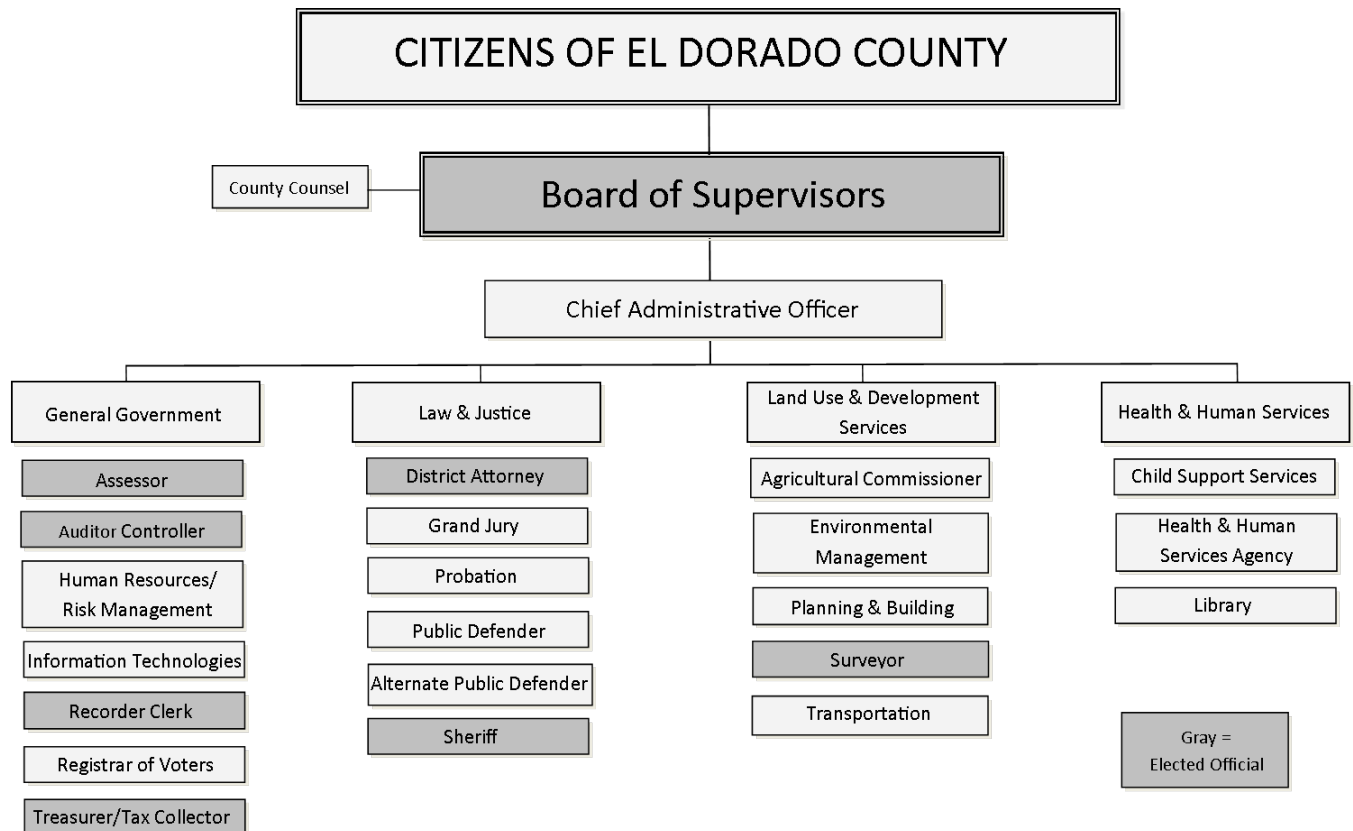 CITIZENS OF EL DORADO COUNTY
County Counsel
Board of Supervisors
Chief Administrative Officer
General Government
Assessor
Auditor Controller
Human Resources/
Risk Management
Information Technologies
Recorder Clerk
Registrar of Voters
Treasurer/Tax Collector
Law & Justice
District Attorney
Grand Jury
Probation
Public Defender
Alternate Public Defender
Sheriff
Land Use & Development
Services
Agricultural Commissioner
Environmental
Management
Planning & Building
Surveyor
Transportation
Health & Human Services
Child Support Services
Health & Human
Services Agency
Library
Gray =
Elected Official